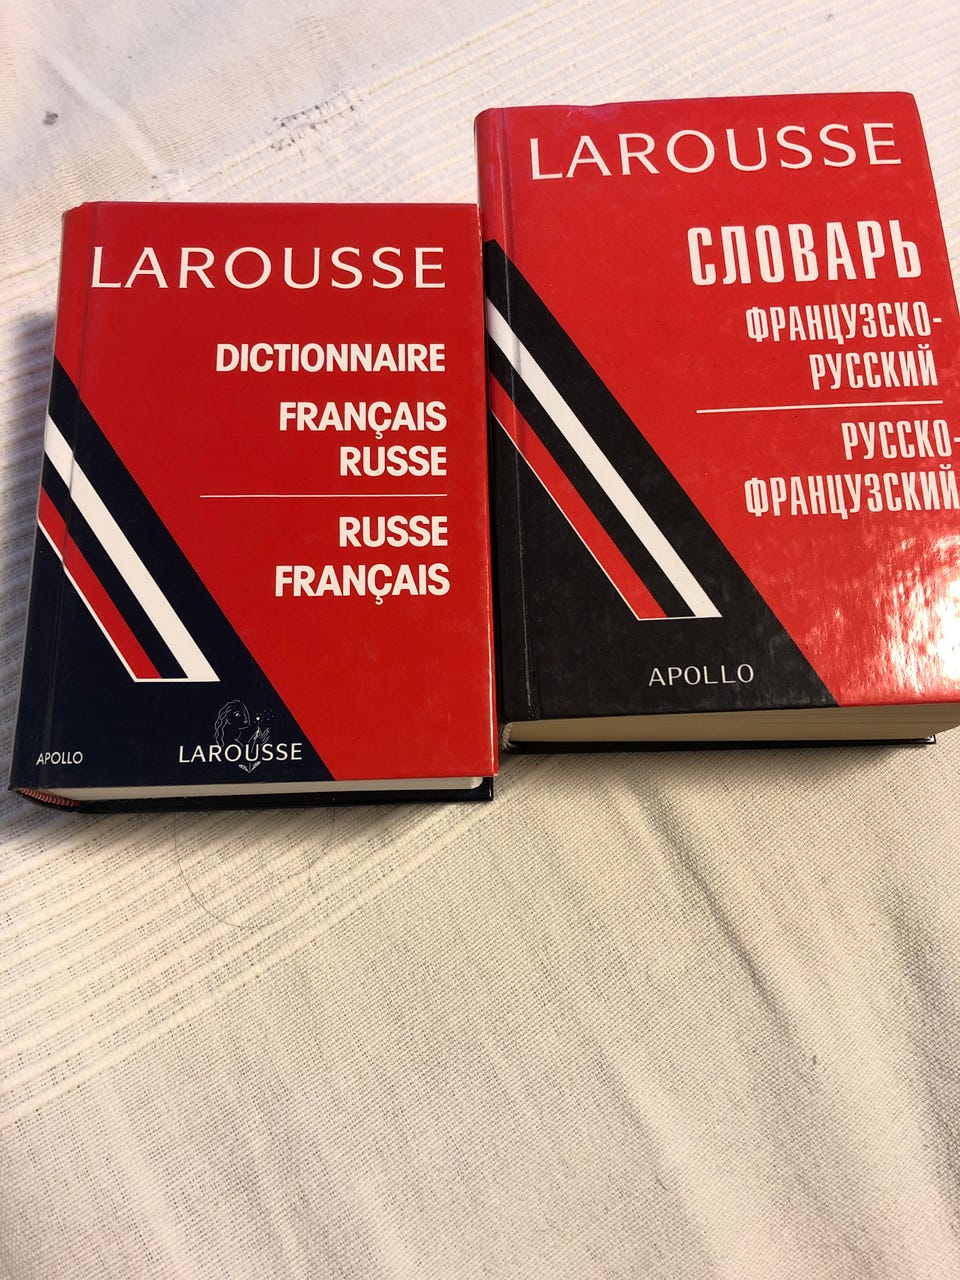 LAROUSSE
DICTIONNAIRE
FRANÇAIS
RUSSE
RUSSE
FRANÇAIS
APOLLO
LAROUSSE
LAROUSSE
СЛОВАРЬ
ФРАНЦУЗСКО-
РУССКИЙ
РУССКО-
ФРАНЦУЗСКИЙ
APOLLO